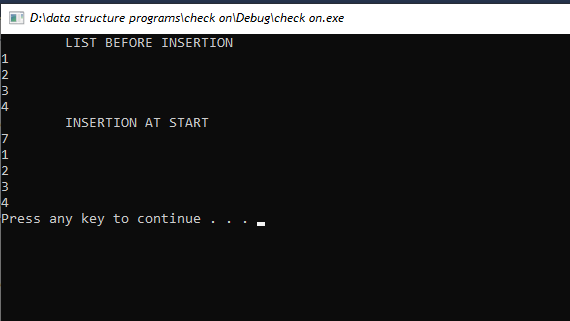 D:\data structure programs\check on\Debug\check on.exe
LIST BEFORE INSERTION
1
2
3
4
INSERTION AT START
7
1
2
3
4
Press any key to continue . . .